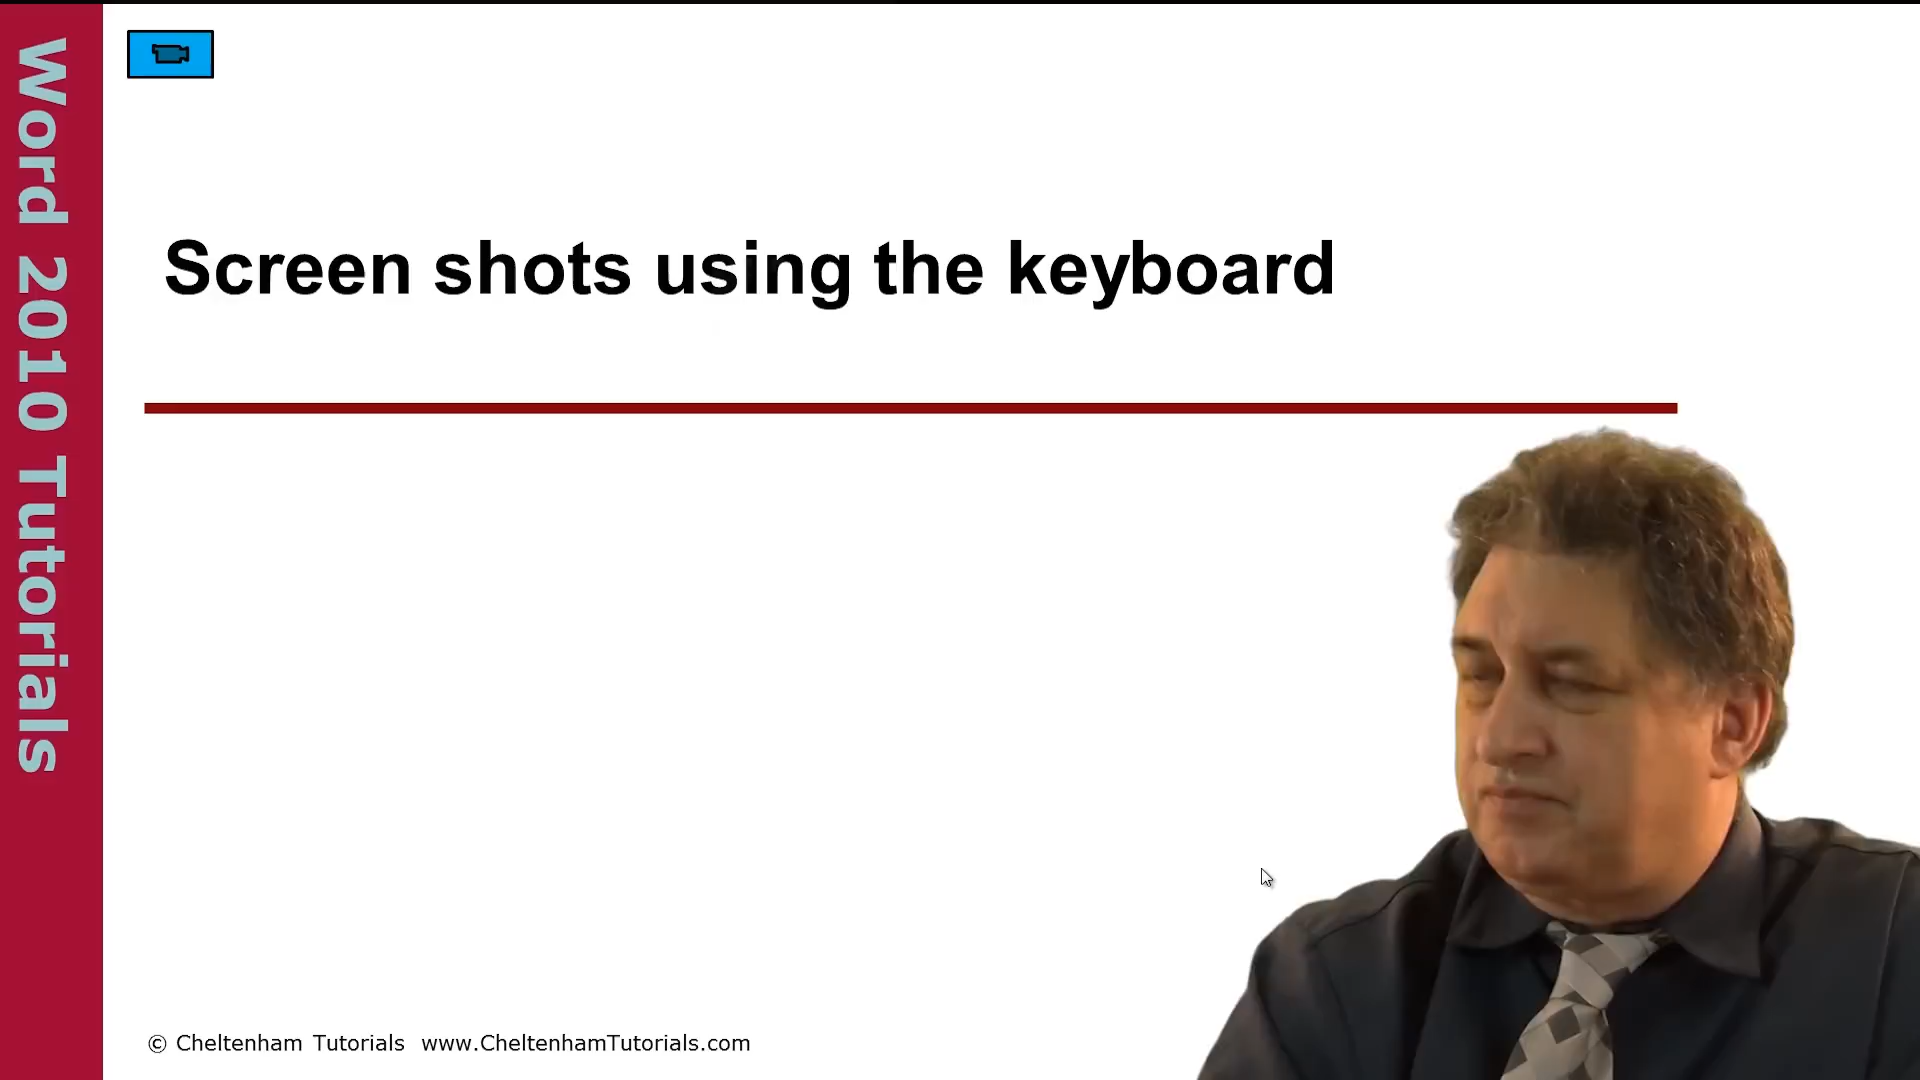 Word 2010 Tutorials
Screen shots using the keyboard
© Cheltenham Tutorials www.CheltenhamTutorials.com